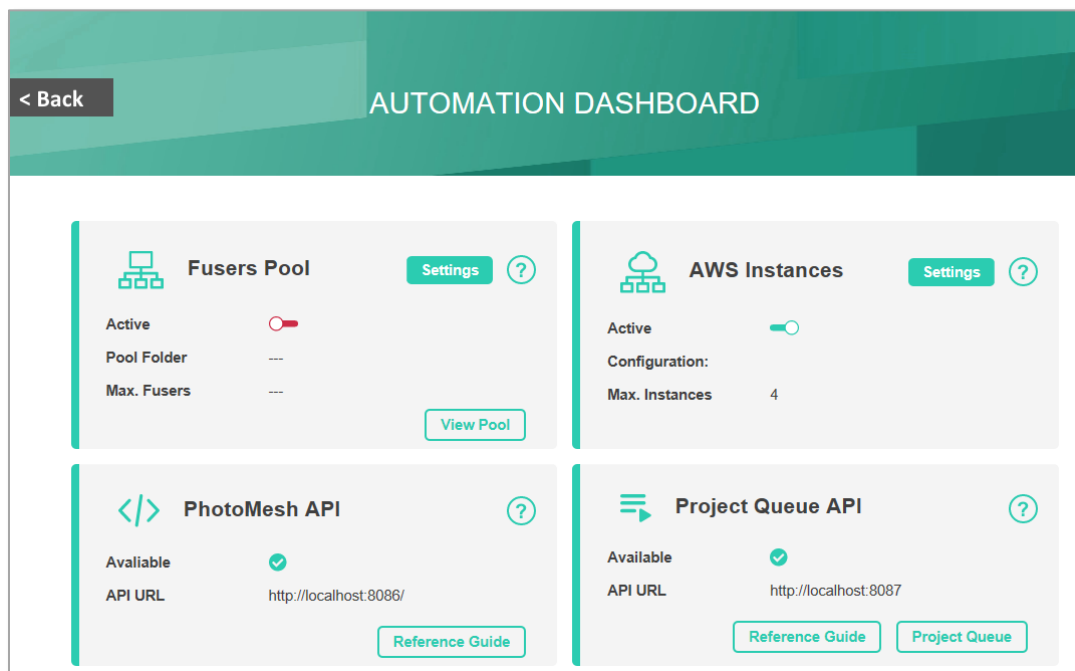 < Back
AUTOMATION DASHBOARD
Fusers Pool
Settings
?
Active
Pool Folder
---
Max. Fusers
---
View Pool
AWS Instances
Settings
?
Active
Configuration:
Max. Instances
4
PhotoMesh API
?
Avaliable
API URL
http://localhost:8086/
Reference Guide
Project Queue API
?
Available
API URL
http://localhost:8087
Reference Guide
Project Queue